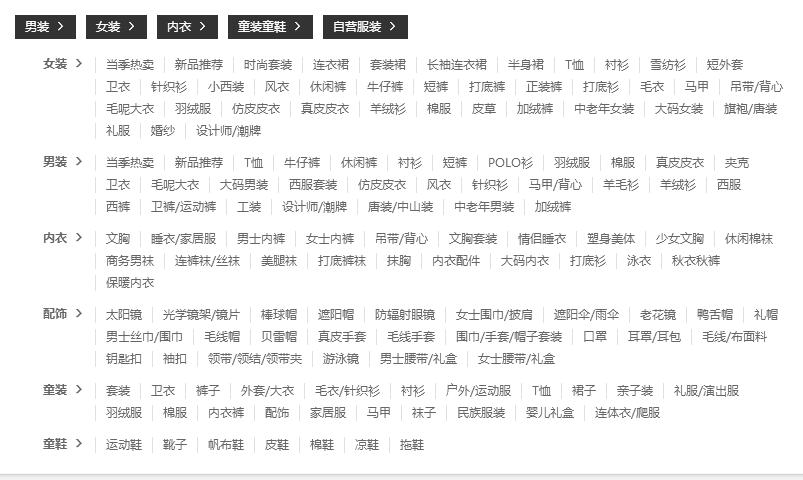 男装 > 女装 > 内衣 > 童装童鞋 > 自营服装 >
女装 > 当季热卖 新品推荐 时尚套装 连衣裙 套装裙 长袖连衣裙 半身裙 T恤 衬衫 雪纺衫 短外套
卫衣 针织衫 小西装 风衣 休闲裤 牛仔裤 短裤 打底裤 正装裤 打底衫 毛衣 马甲 吊带/背心
毛呢大衣 羽绒服 仿皮皮衣 真皮皮衣 羊绒衫 棉服 皮草 加绒裤 中老年女装 大码女装 旗袍/唐装
礼服 婚纱 设计师/潮牌
男装 > 当季热卖 新品推荐 T恤 牛仔裤 休闲裤 衬衫 短裤 POLO衫 羽绒服 棉服 真皮皮衣 夹克
卫衣 毛呢大衣 大码男装 西服套装 仿皮皮衣 风衣 针织衫 马甲/背心 羊毛衫 羊绒衫 西服
西裤 卫裤/运动裤 工装 设计师/潮牌 唐装/中山装 中老年男装 加绒裤
内衣 > 文胸 睡衣/家居服 男士内裤 女士内裤 吊带/背心 文胸套装 情侣睡衣 塑身美体 少女文胸 休闲棉袜
商务男袜 连裤袜/丝袜 美腿袜 打底裤袜 抹胸 内衣配件 大码内衣 打底衫 泳衣 秋衣秋裤
保暖内衣
配饰 > 太阳镜 光学镜架/镜片 棒球帽 遮阳帽 防辐射眼镜 女士围巾/披肩 遮阳伞/雨伞 老花镜 鸭舌帽 礼帽
男士丝巾/围巾 毛线帽 贝雷帽 真皮手套 毛线手套 围巾/手套/帽子套装 口罩 耳罩/耳包 毛线/布面料
钥匙扣 袖扣 领带/领结/领带夹 游泳镜 男士腰带/礼盒 女士腰带/礼盒
童装 > 套装 卫衣 裤子 外套/大衣 毛衣/针织衫 衬衫 户外/运动服 T恤 裙子 亲子装 礼服/演出服
羽绒服 棉服 内衣裤 配饰 家居服 马甲 袜子 民族服装 婴儿礼盒 连体衣/爬服
童鞋 > 运动鞋 靴子 帆布鞋 皮鞋 棉鞋 凉鞋 拖鞋